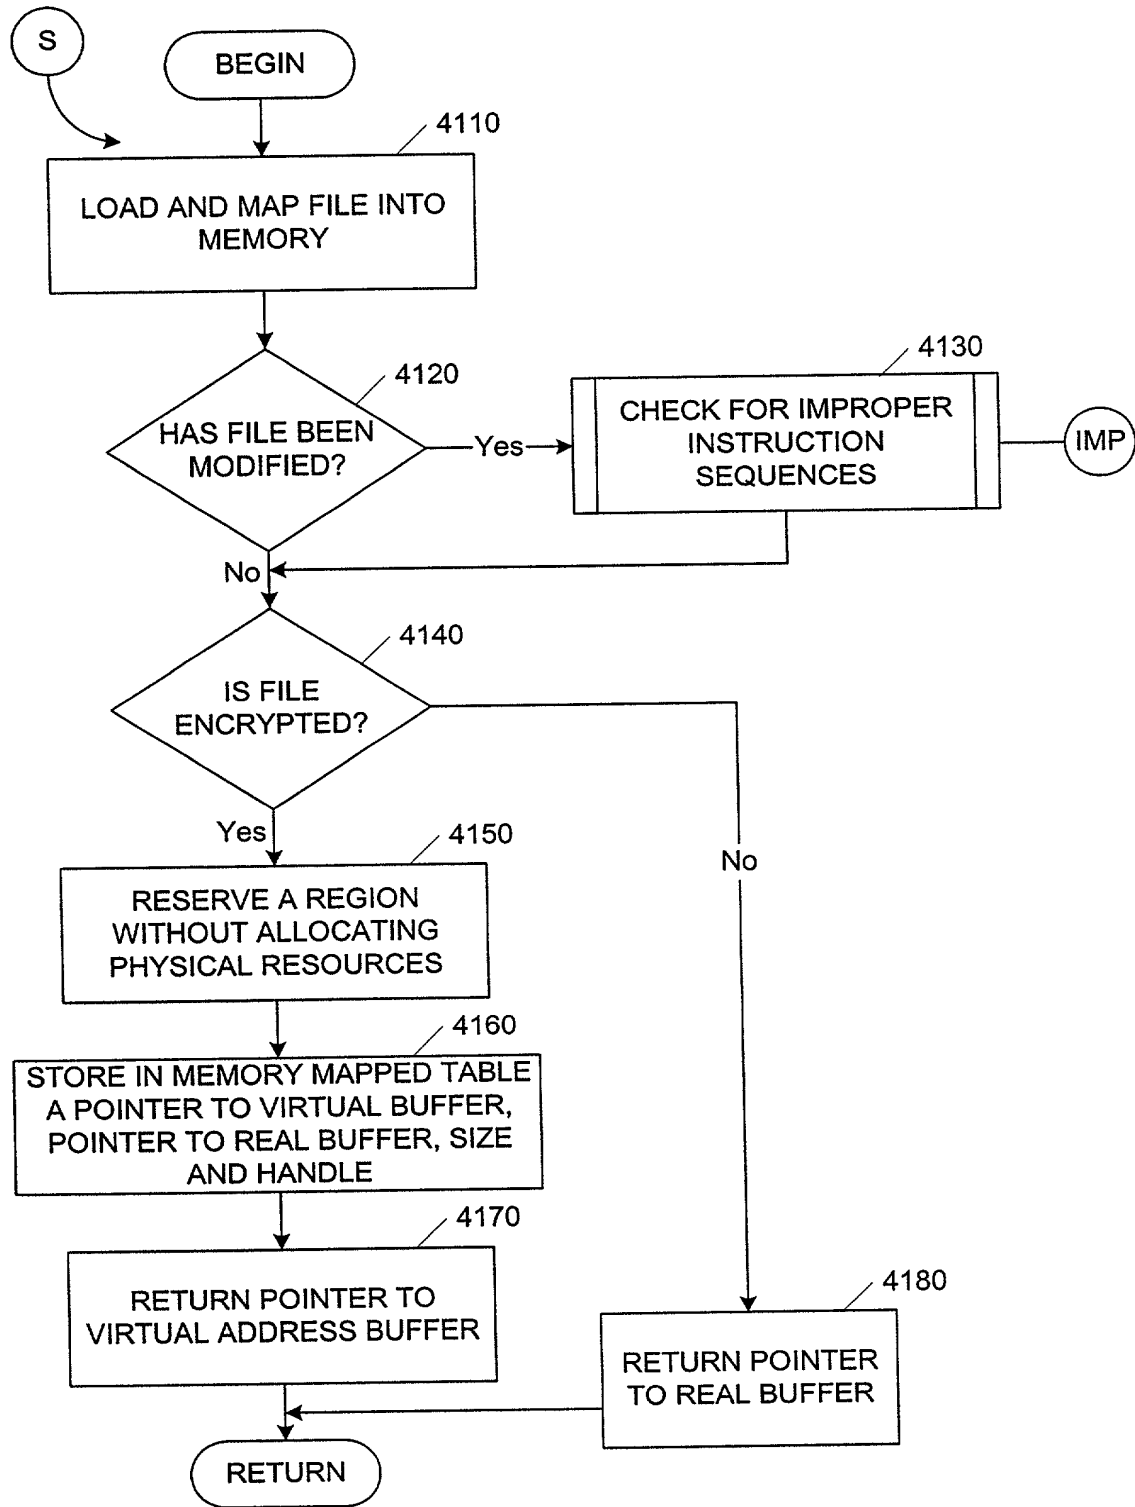 S
BEGIN
4110
LOAD AND MAP FILE INTO
MEMORY
4120
HAS FILE BEEN
MODIFIED?
Yes
4130
CHECK FOR IMPROPER
INSTRUCTION
SEQUENCES
IMP
No
4140
IS FILE
ENCRYPTED?
Yes
No
4150
RESERVE A REGION
WITHOUT ALLOCATING
PHYSICAL RESOURCES
4160
STORE IN MEMORY MAPPED TABLE
A POINTER TO VIRTUAL BUFFER,
POINTER TO REAL BUFFER, SIZE
AND HANDLE
4170
RETURN POINTER TO
VIRTUAL ADDRESS BUFFER
4180
RETURN POINTER
TO REAL BUFFER
RETURN